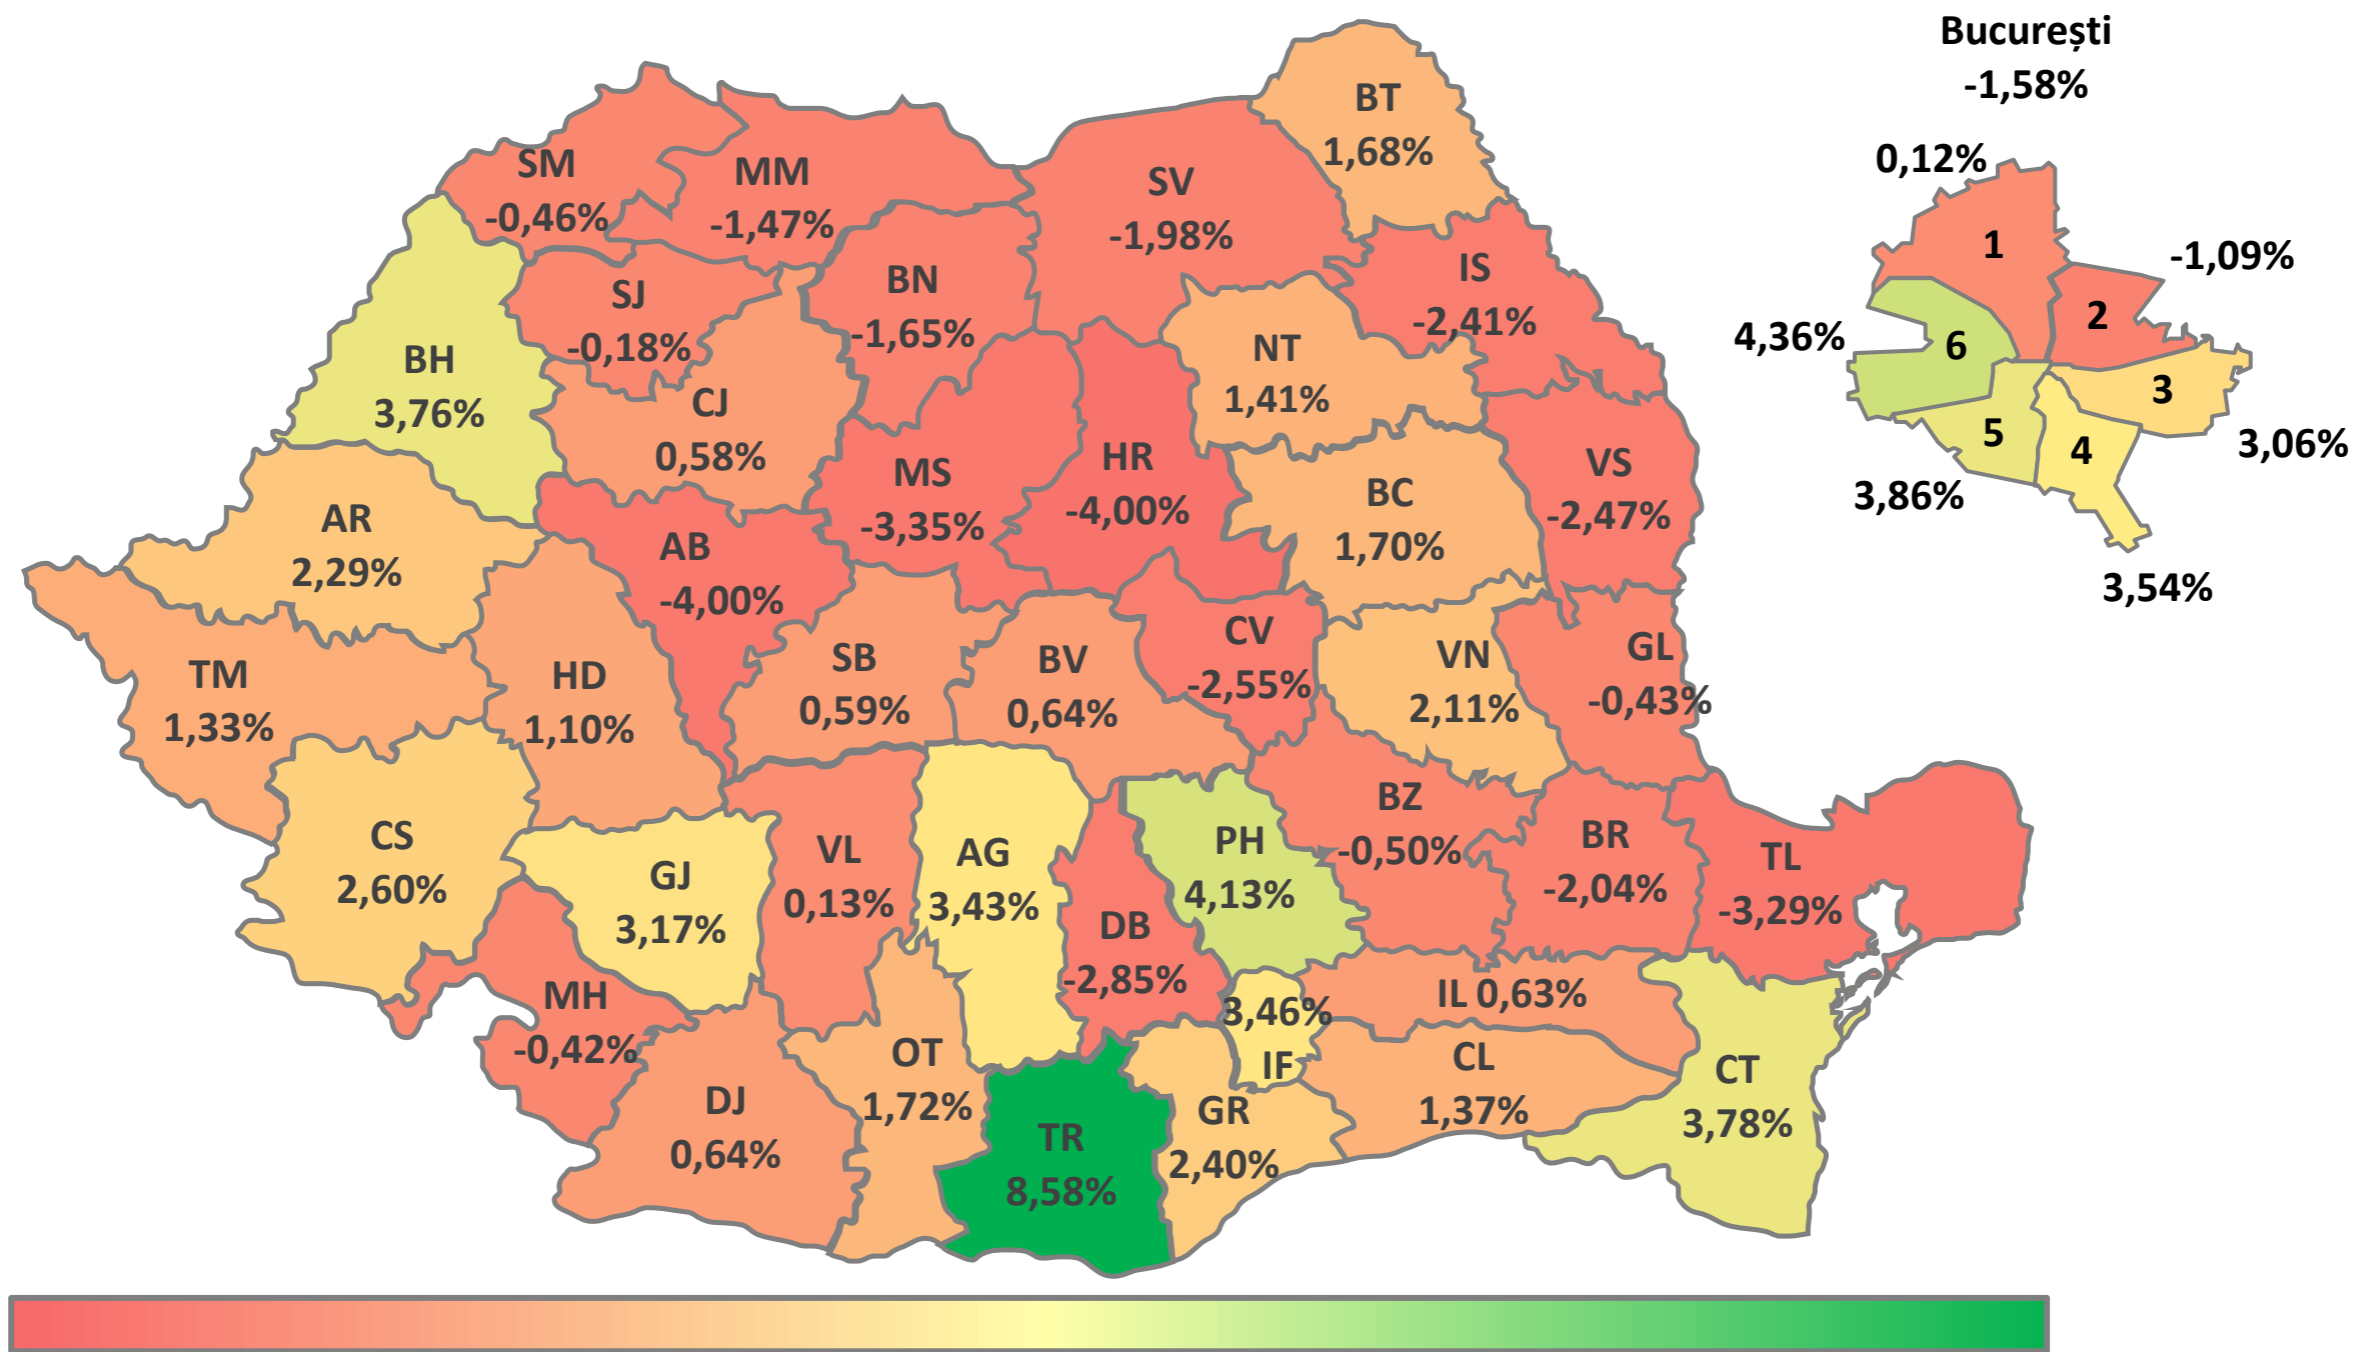 București
-1,58%
0,12%
1
-1,09%
2
4,36%
6
3
3,06%
5
4
3,86%
3,54%
BT
1,68%
SM
-0,46%
MM
-1,47%
SV
-1,98%
IS
-2,41%
SJ
-0,18%
BN
-1,65%
NT
1,41%
BH
3,76%
CJ
0,58%
MS
-3,35%
HR
-4,00%
BC
1,70%
VS
-2,47%
AR
2,29%
AB
-4,00%
TM
1,33%
HD
1,10%
SB
0,59%
BV
0,64%
CV
-2,55%
VN
2,11%
GL
-0,43%
CS
2,60%
GJ
3,17%
VL
0,13%
AG
3,43%
DB
-2,85%
PH
4,13%
BZ
-0,50%
BR
-2,04%
TL
-3,29%
MH
-0,42%
DJ
0,64%
OT
1,72%
TR
8,58%
3,46%
IF
GR
2,40%
IL 0,63%
CL
1,37%
CT
3,78%